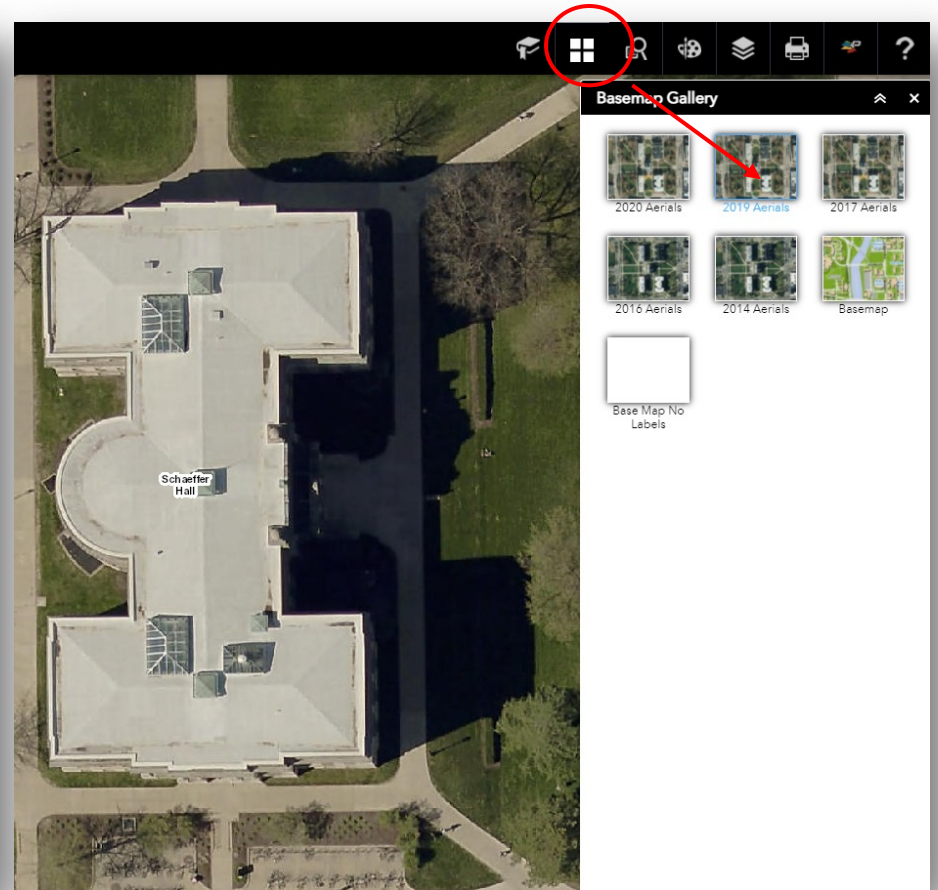 ?
Basemap Gallery
2020 Aerials
2019 Aerials
2017 Aerials
2016 Aerials
2014 Aerials
Basemap
Base Map No
Labels
Schaeffer
Hall